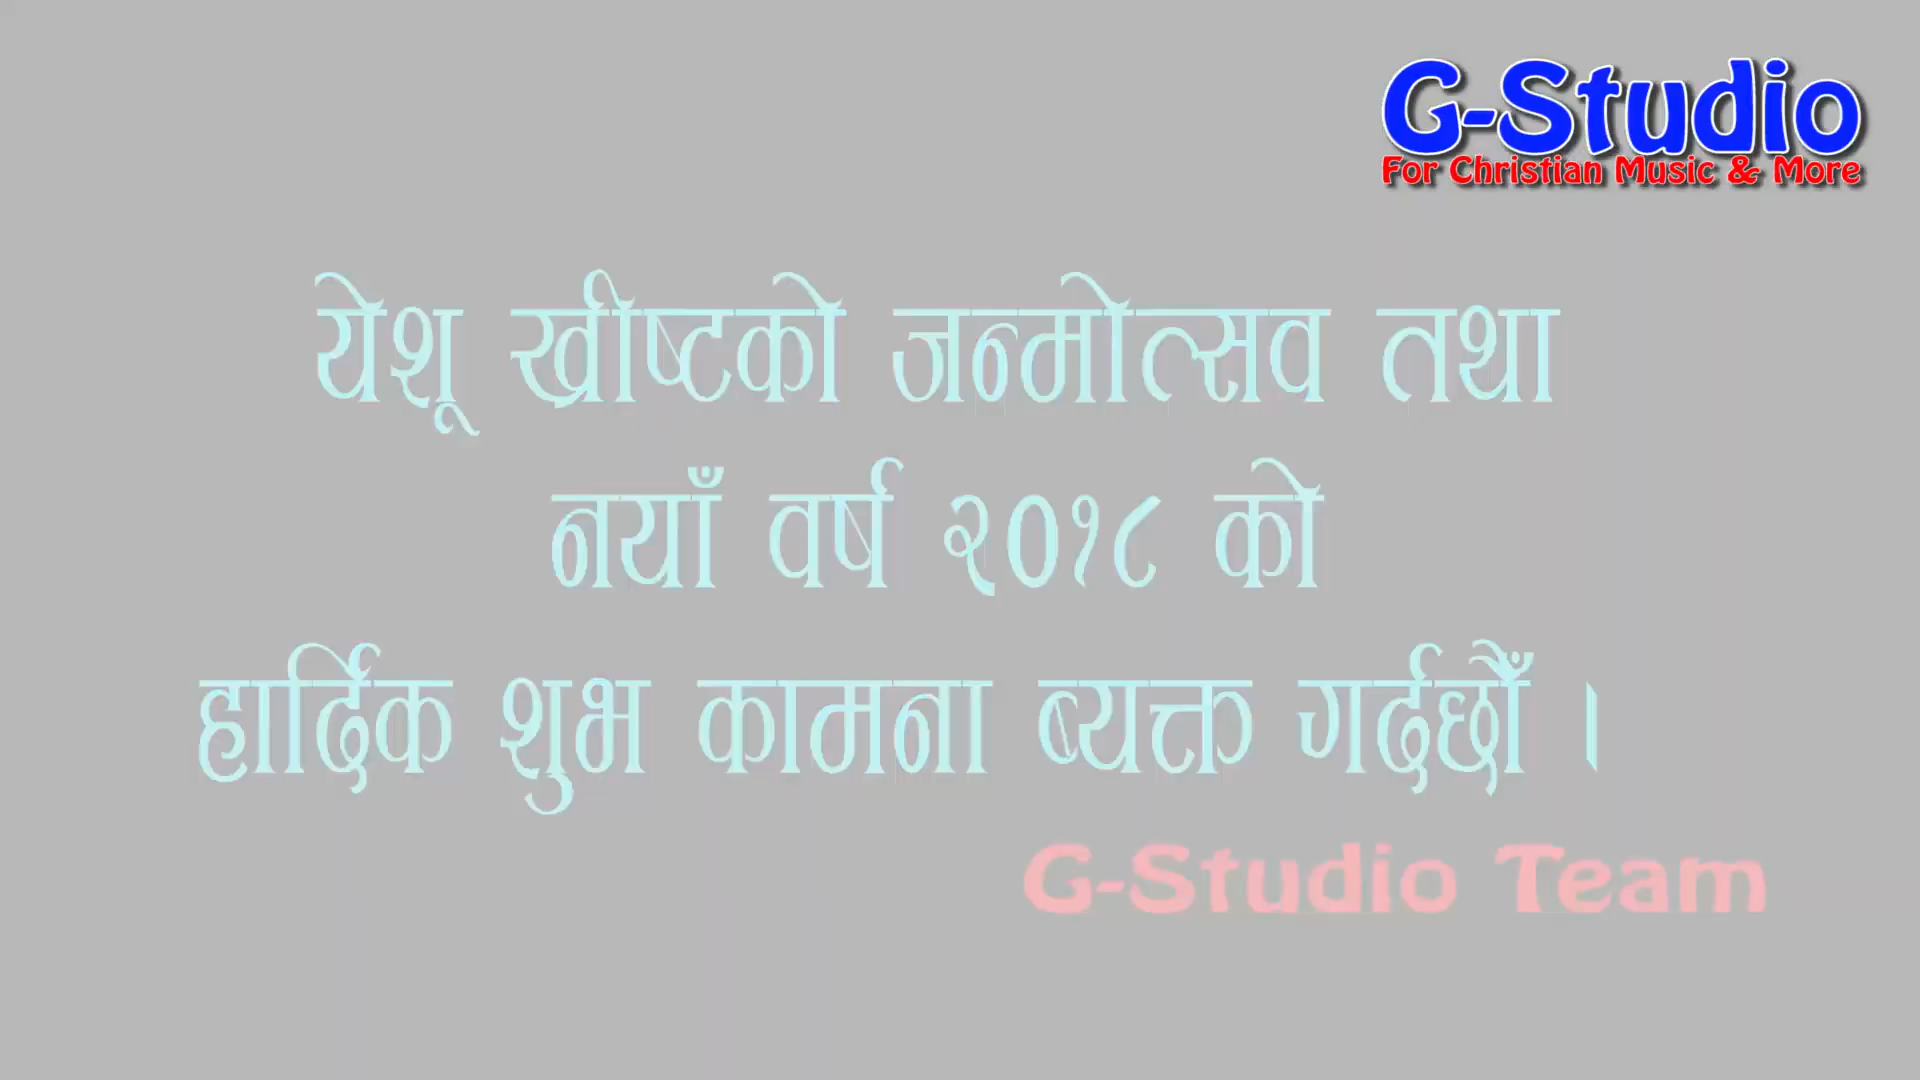 G-Studio
For Christian Music & More
येशू ख्रीष्टको जन्मोत्सव तथा
नयाँ वर्ष २०१८ को
हार्दिक शुभ कामना ब्यक्त गर्दछौँ ।
G-Studio Team